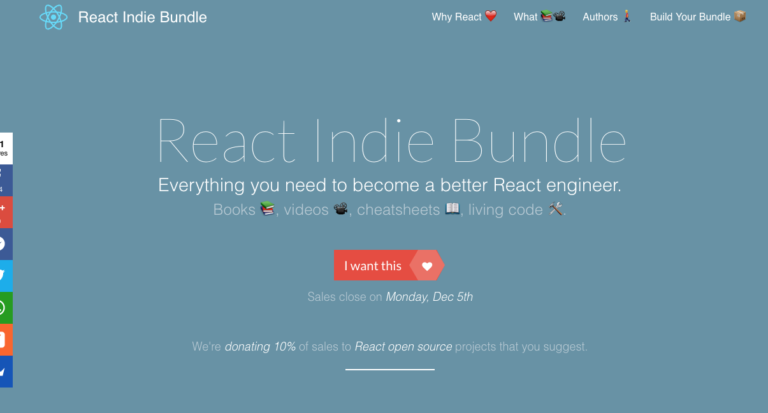 React Indie Bundle
Why React ❤️
What 📚📹
Authors 🚶
Build Your Bundle 📦
React Indie Bundle
Everything you need to become a better React engineer.
Books 📚, videos 📹, cheatsheets 📖, living code 🛠.
I want this
Sales close on Monday, Dec 5th
We're donating 10% of sales to React open source projects that you suggest.